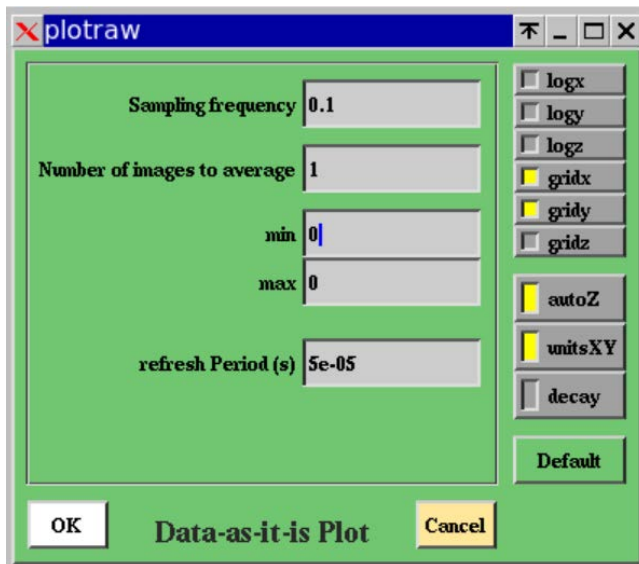 plotraw
Sampling frequency 0.1
Number of images to average 1
min 0
max 0
refresh Period (s) 5e-05
logx
logy
logz
gridx
gridy
gridz
autoZ
unitsXY
decay
Default
OK
Data-as-it-is Plot
Cancel